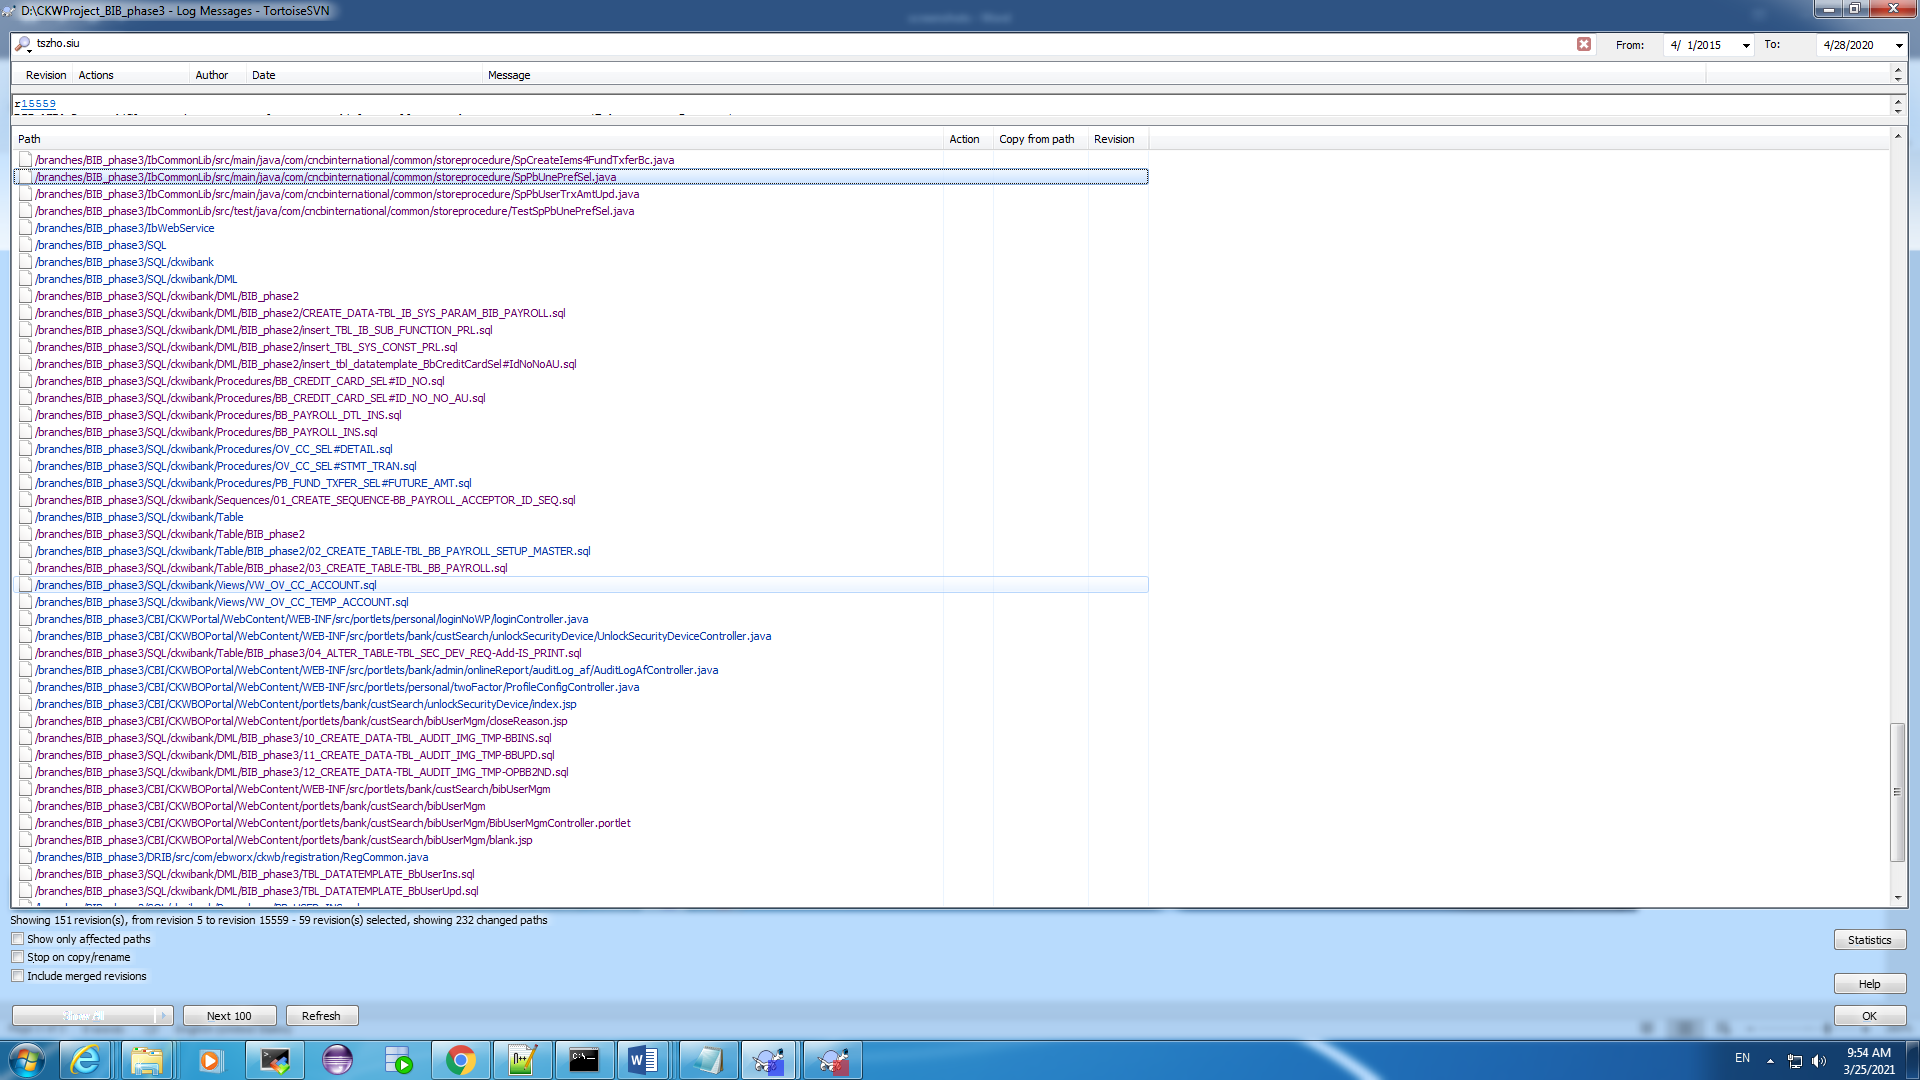 D:\CKWProject_BIB_phase3 - Log Messages - TortoiseSVN
tszho.siu
From: 4/ 1/2015 To: 4/28/2020
Revision Actions Author Date Message
r15559
Path Action Copy from path Revision
/branches/BIB_phase3/IbCommonLib/src/main/java/com/cncbinternational/common/storeprocedure/SpCreateIems4FundTxferBc.java
/branches/BIB_phase3/IbCommonLib/src/main/java/com/cncbinternational/common/storeprocedure/SpPbUnePrefSel.java
/branches/BIB_phase3/IbCommonLib/src/main/java/com/cncbinternational/common/storeprocedure/SpPbUserTrxAmtUpd.java
/branches/BIB_phase3/IbCommonLib/src/test/java/com/cncbinternational/common/storeprocedure/TestSpPbUnePrefSel.java
/branches/BIB_phase3/IbWebService
/branches/BIB_phase3/SQL
/branches/BIB_phase3/SQL/ckwibank
/branches/BIB_phase3/SQL/ckwibank/DML
/branches/BIB_phase3/SQL/ckwibank/DML/BIB_phase2
/branches/BIB_phase3/SQL/ckwibank/DML/BIB_phase2/CREATE_DATA-TBL_IB_SYS_PARAM_BIB_PAYROLL.sql
/branches/BIB_phase3/SQL/ckwibank/DML/BIB_phase2/insert_TBL_IB_SUB_FUNCTION_PRL.sql
/branches/BIB_phase3/SQL/ckwibank/DML/BIB_phase2/insert_TBL_SYS_CONST_PRL.sql
/branches/BIB_phase3/SQL/ckwibank/DML/BIB_phase2/insert_tbl_datatemplate_BbCreditCardSel#IdNoNoAU.sql
/branches/BIB_phase3/SQL/ckwibank/Procedures/BB_CREDIT_CARD_SEL#ID_NO.sql
/branches/BIB_phase3/SQL/ckwibank/Procedures/BB_CREDIT_CARD_SEL#ID_NO_NO_AU.sql
/branches/BIB_phase3/SQL/ckwibank/Procedures/BB_PAYROLL_DTL_INS.sql
/branches/BIB_phase3/SQL/ckwibank/Procedures/BB_PAYROLL_INS.sql
/branches/BIB_phase3/SQL/ckwibank/Procedures/OV_CC_SEL#DETAIL.sql
/branches/BIB_phase3/SQL/ckwibank/Procedures/OV_CC_SEL#STMT_TRAN.sql
/branches/BIB_phase3/SQL/ckwibank/Procedures/PB_FUND_TXFER_SEL#FUTURE_AMT.sql
/branches/BIB_phase3/SQL/ckwibank/Sequences/01_CREATE_SEQUENCE-BB_PAYROLL_ACCEPTOR_ID_SEQ.sql
/branches/BIB_phase3/SQL/ckwibank/Table
/branches/BIB_phase3/SQL/ckwibank/Table/BIB_phase2
/branches/BIB_phase3/SQL/ckwibank/Table/BIB_phase2/02_CREATE_TABLE-TBL_BB_PAYROLL_SETUP_MASTER.sql
/branches/BIB_phase3/SQL/ckwibank/Table/BIB_phase2/03_CREATE_TABLE-TBL_BB_PAYROLL.sql
/branches/BIB_phase3/SQL/ckwibank/Views/VW_OV_CC_ACCOUNT.sql
/branches/BIB_phase3/SQL/ckwibank/Views/VW_OV_CC_TEMP_ACCOUNT.sql
/branches/BIB_phase3/CBI/CKWPortal/WebContent/WEB-INF/src/portlets/personal/loginNoWP/loginController.java
/branches/BIB_phase3/CBI/CKWBOPortal/WebContent/WEB-INF/src/portlets/bank/custSearch/unlockSecurityDevice/UnlockSecurityDeviceController.java
/branches/BIB_phase3/SQL/ckwibank/Table/BIB_phase3/04_ALTER_TABLE-TBL_SEC_DEV_REQ-Add-IS_PRINT.sql
/branches/BIB_phase3/CBI/CKWBOPortal/WebContent/WEB-INF/src/portlets/bank/admin/onlineReport/auditLog_af/AuditLogAfController.java
/branches/BIB_phase3/CBI/CKWPortal/WebContent/WEB-INF/src/portlets/personal/twoFactor/ProfileConfigController.java
/branches/BIB_phase3/CBI/CKWBOPortal/WebContent/portlets/bank/custSearch/unlockSecurityDevice/index.jsp
/branches/BIB_phase3/CBI/CKWBOPortal/WebContent/portlets/bank/custSearch/bibUserMgm/closeReason.jsp
/branches/BIB_phase3/SQL/ckwibank/DML/BIB_phase3/10_CREATE_DATA-TBL_AUDIT_IMG_TMP-BBINS.sql
/branches/BIB_phase3/SQL/ckwibank/DML/BIB_phase3/11_CREATE_DATA-TBL_AUDIT_IMG_TMP-BBUPD.sql
/branches/BIB_phase3/SQL/ckwibank/DML/BIB_phase3/12_CREATE_DATA-TBL_AUDIT_IMG_TMP-OPBB2ND.sql
/branches/BIB_phase3/CBI/CKWBOPortal/WebContent/WEB-INF/src/portlets/bank/custSearch/bibUserMgm
/branches/BIB_phase3/CBI/CKWBOPortal/WebContent/portlets/bank/custSearch/bibUserMgm
/branches/BIB_phase3/CBI/CKWBOPortal/WebContent/portlets/bank/custSearch/bibUserMgm/BibUserMgmController.portlet
/branches/BIB_phase3/CBI/CKWBOPortal/WebContent/portlets/bank/custSearch/bibUserMgm/blank.jsp
/branches/BIB_phase3/DRIB/src/com/ebworx/ckwb/registration/RegCommon.java
/branches/BIB_phase3/SQL/ckwibank/DML/BIB_phase3/TBL_DATATEMPLATE_BbUserIns.sql
/branches/BIB_phase3/SQL/ckwibank/DML/BIB_phase3/TBL_DATATEMPLATE_BbUserUpd.sql
Showing 151 revision(s), from revision 5 to revision 15559 - 59 revision(s) selected, showing 232 changed paths
Show only affected paths
Stop on copy/rename
Include merged revisions
Statistics
Help
Show All Next 100 Refresh OK
EN 9:54 AM
3/25/2021